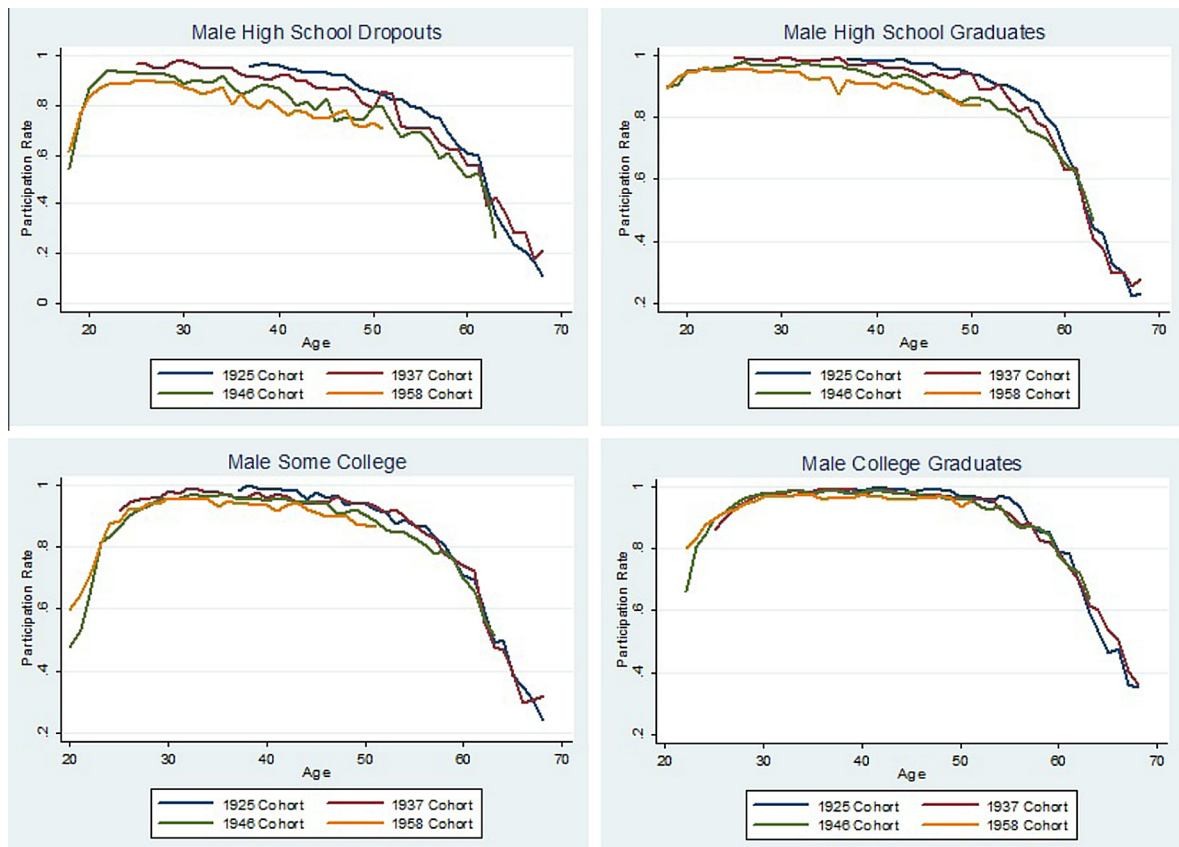 Male High School Dropouts
Participation Rate
1
.8
.6
.4
.2
0
20 30 40 50 60 70
Age
1925 Cohort 1937 Cohort
1946 Cohort 1958 Cohort
Male High School Graduates
Participation Rate
1
.8
.6
.4
.2
20 30 40 50 60 70
Age
1925 Cohort 1937 Cohort
1946 Cohort 1958 Cohort
Male Some College
Participation Rate
1
.8
.6
.4
.2
20 30 40 50 60 70
Age
1925 Cohort 1937 Cohort
1946 Cohort 1958 Cohort
Male College Graduates
Participation Rate
1
.8
.6
.4
.2
20 30 40 50 60 70
Age
1925 Cohort 1937 Cohort
1946 Cohort 1958 Cohort